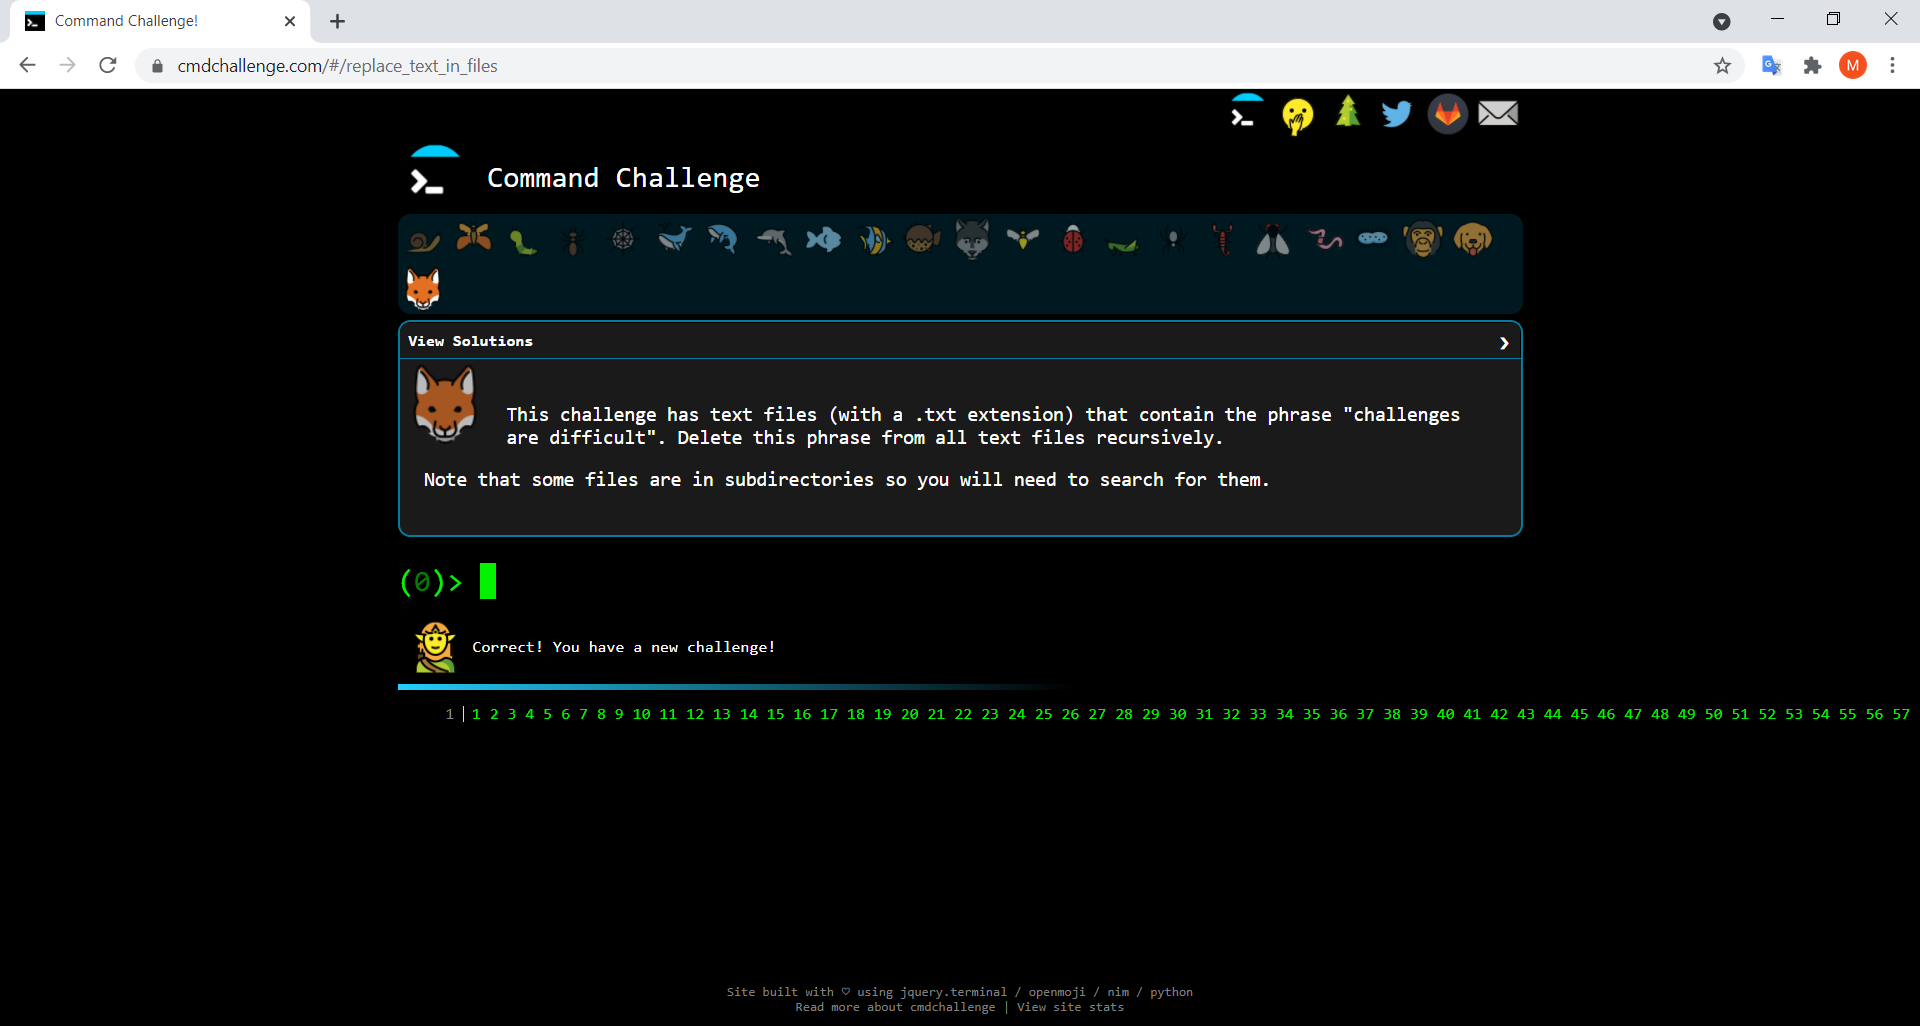 Command Challenge!
cmdchallenge.com/#/replace_text_in_files
M
Command Challenge
View Solutions
This challenge has text files (with a .txt extension) that contain the phrase "challenges
are difficult". Delete this phrase from all text files recursively.
Note that some files are in subdirectories so you will need to search for them.
(0)>
Correct! You have a new challenge!
1 | 1 2 3 4 5 6 7 8 9 10 11 12 13 14 15 16 17 18 19 20 21 22 23 24 25 26 27 28 29 30 31 32 33 34 35 36 37 38 39 40 41 42 43 44 45 46 47 48 49 50 51 52 53 54 55 56 57
Site built with ♡ using jquery.terminal / openmoji / nim / python
Read more about cmdchallenge | View site stats